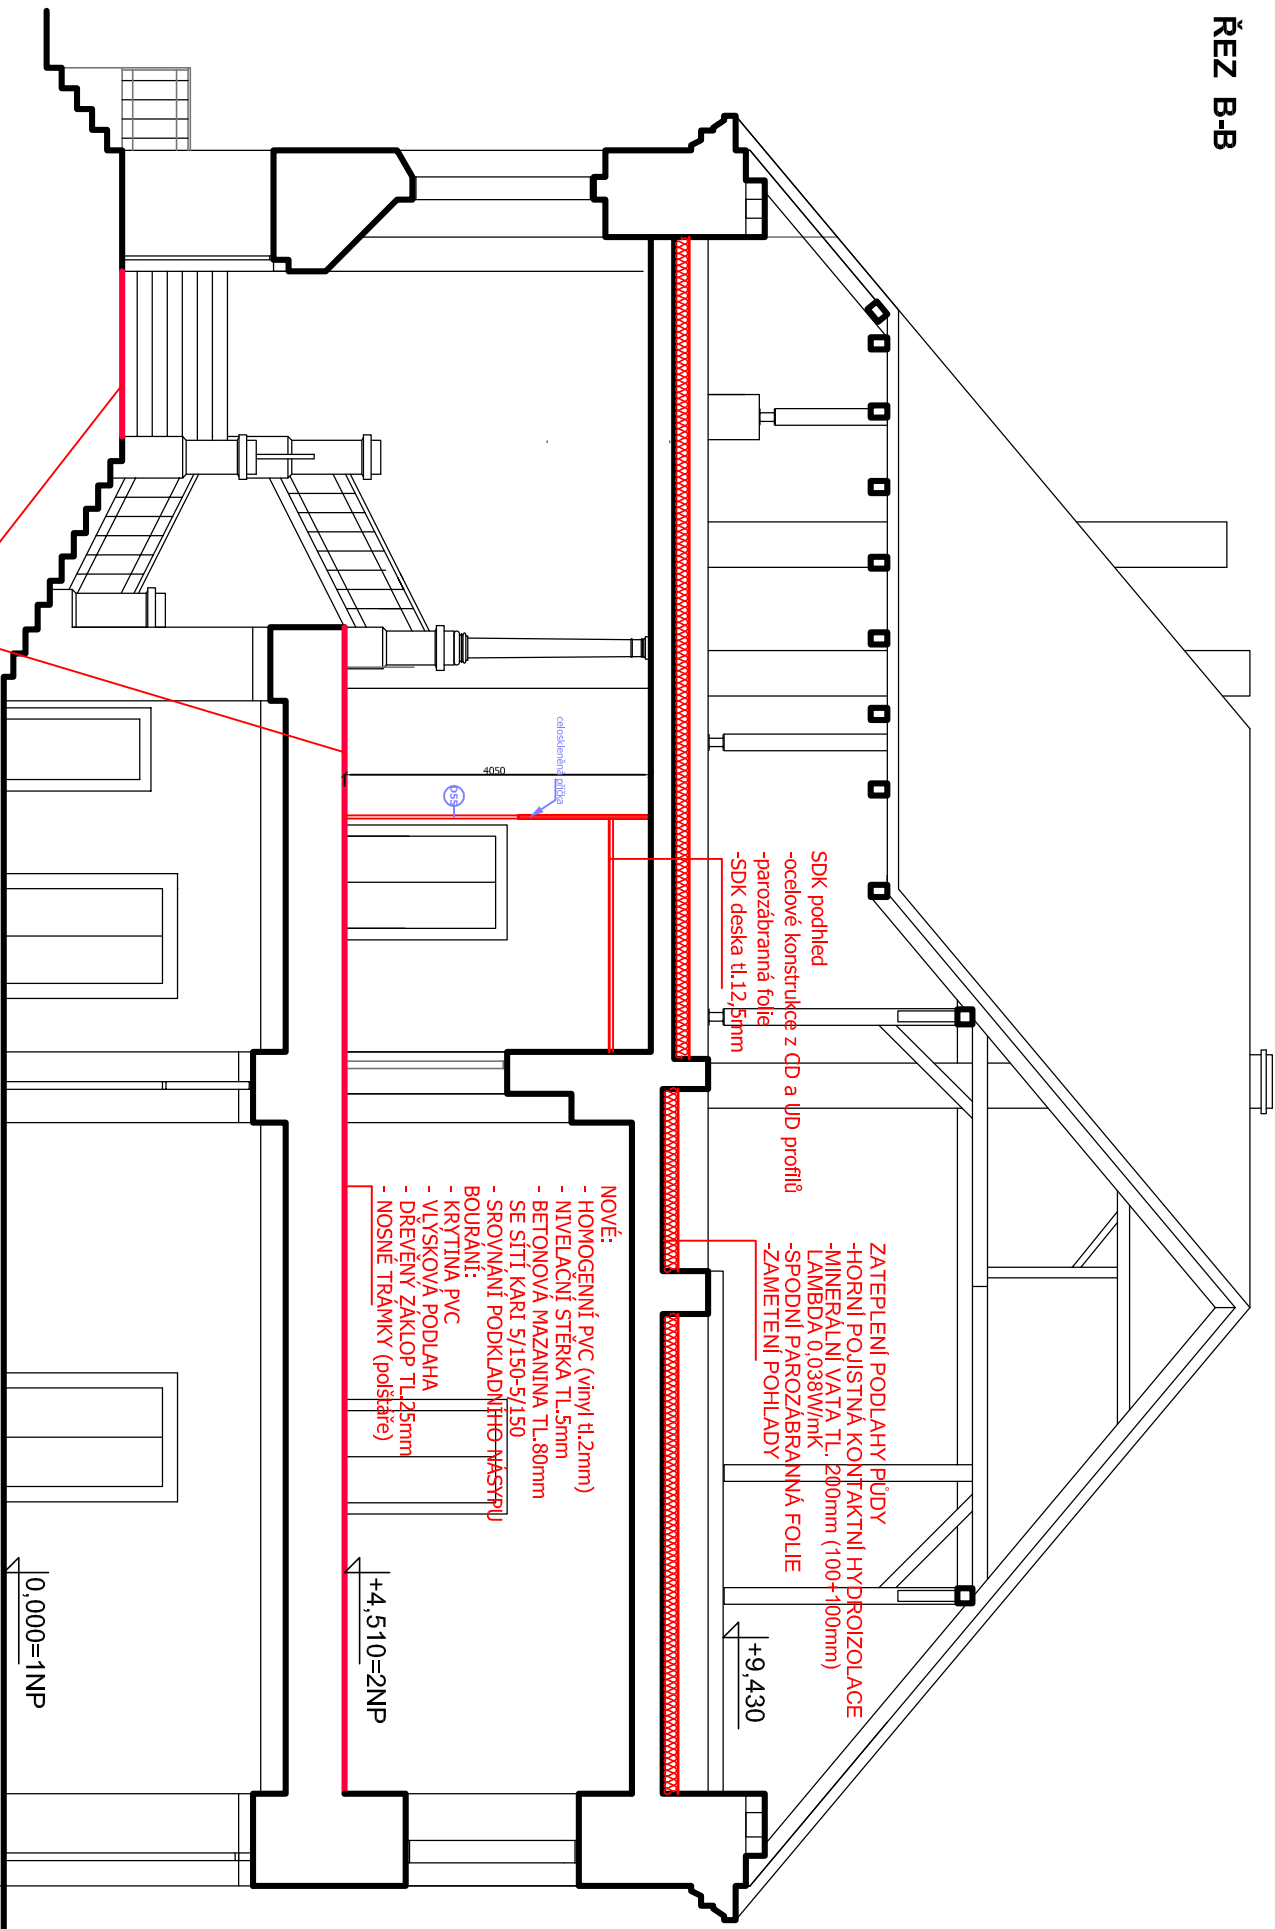 ŘEZ B-B
SDK podhled
-ocelové konstrukce z CD a UD profilů
-parozábranná folie
-SDK deska tl.12,5mm
ZATEPLENÍ PODLAHY PŮDY
-HORNÍ POJISTNÁ KONTAKTNÍ HYDROIZOLACE
-MINERÁLNÍ VATA TL. 200mm (100+100mm)
LAMBDA 0,038W/mK
-SPODNÍ PAROZÁBRANNÁ FOLIE
-ZAMETENÍ POHLADY
+9,430
celoskleněná příčka
O55
4050
NOVÉ:
- HOMOGENNÍ PVC (vinyl tl.2mm)
- NIVELAČNÍ STĚRKA TL.5mm
- BETONOVÁ MAZANINA TL.80mm
SE SÍTÍ KARI 5/150-5/150
- SROVNÁNÍ PODKLADNÍHO NÁSYPU
BOURÁNÍ:
- KRYTINA PVC
- VLÝSKOVÁ PODLAHA
- DŘEVĚNÝ ZÁKLOP TL.25mm
- NOSNÉ TRÁMKY (polštáře)
+4,510=2NP
0,000=1NP